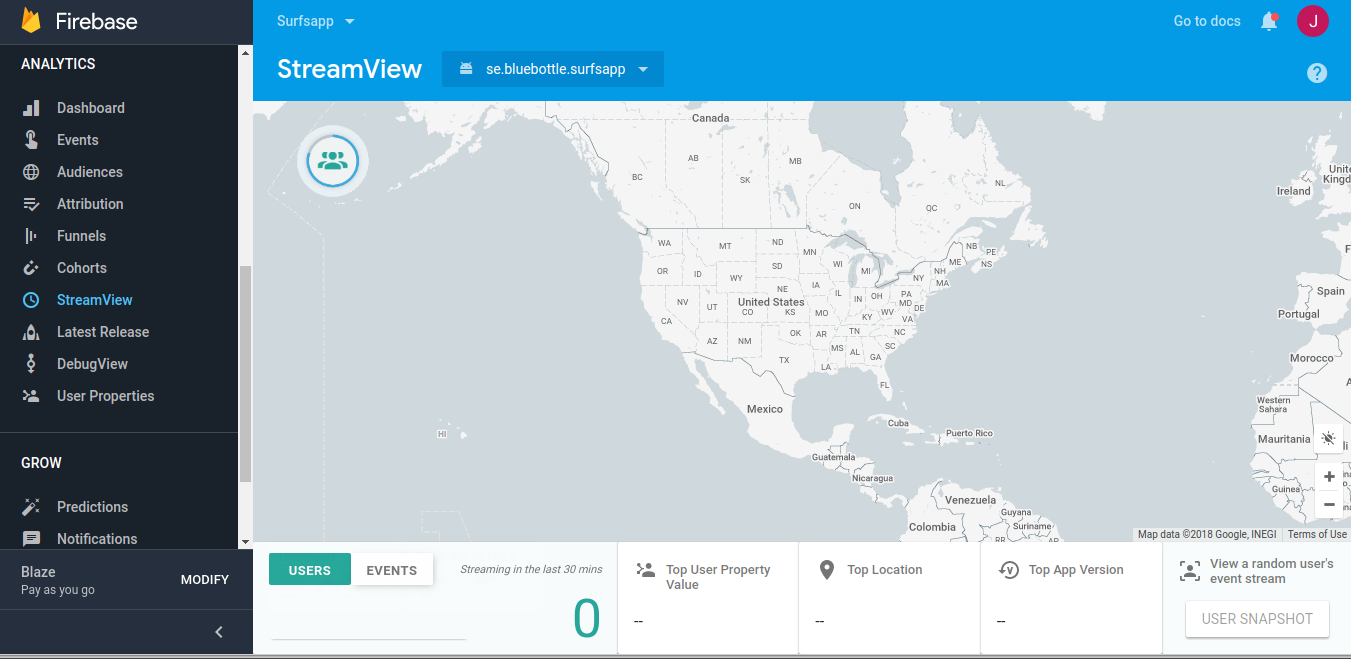 Firebase
Surfsapp
Go to docs
J
ANALYTICS
StreamView
se.bluebottle.surfsapp
?
Dashboard
Events
Audiences
Attribution
Funnels
Cohorts
StreamView
Latest Release
DebugView
User Properties
GROW
Predictions
Notifications
Blaze
Pay as you go
MODIFY
Canada
AB
MB
BC
SK
NL
ON
QC
Ireland
WA
MT
ND
MN
NB
PE
NS
ME
OR
ID
SD
WI
MI
NH
NY
MA
WY
IA
NE
IL
IN
OH
PA
MD
DE
NV
UT
United States
CO
KS
MO
KY
WV
VA
CA
AZ
NM
OK
AR
TN
NC
MS
AL
GA
SC
TX
LA
FL
Spain
Portugal
Morocco
Western
Sahara
Mexico
HI
Cuba
Puerto Rico
Mauritania
Guatemala
Nicaragua
Guinea
Venezuela
Guyana
Suriname
Colombia
RR
AP
+
−
Map data ©2018 Google, INEGI
Terms of Use
USERS
EVENTS
Streaming in the last 30 mins
0
Top User Property
Value
--
Top Location
--
Top App Version
--
View a random user's
event stream
USER SNAPSHOT